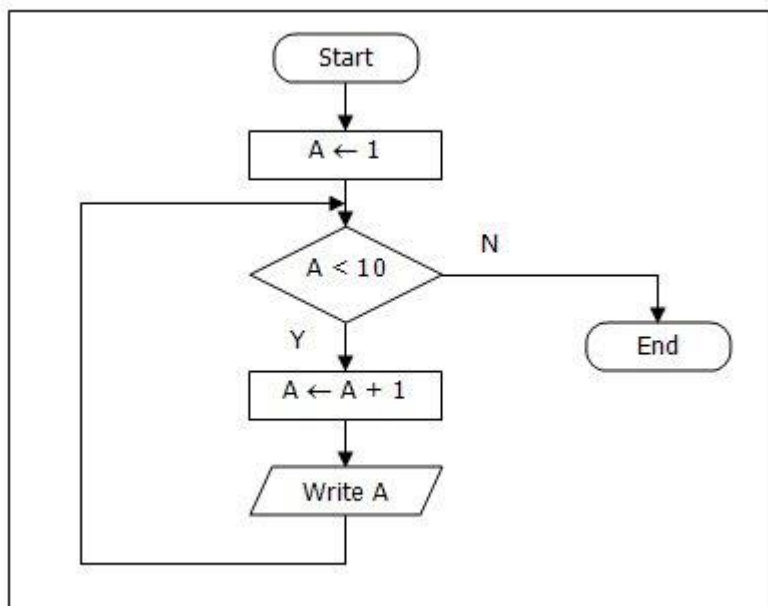 Start
A ← 1
A < 10
N
Y
End
A ← A + 1
Write A